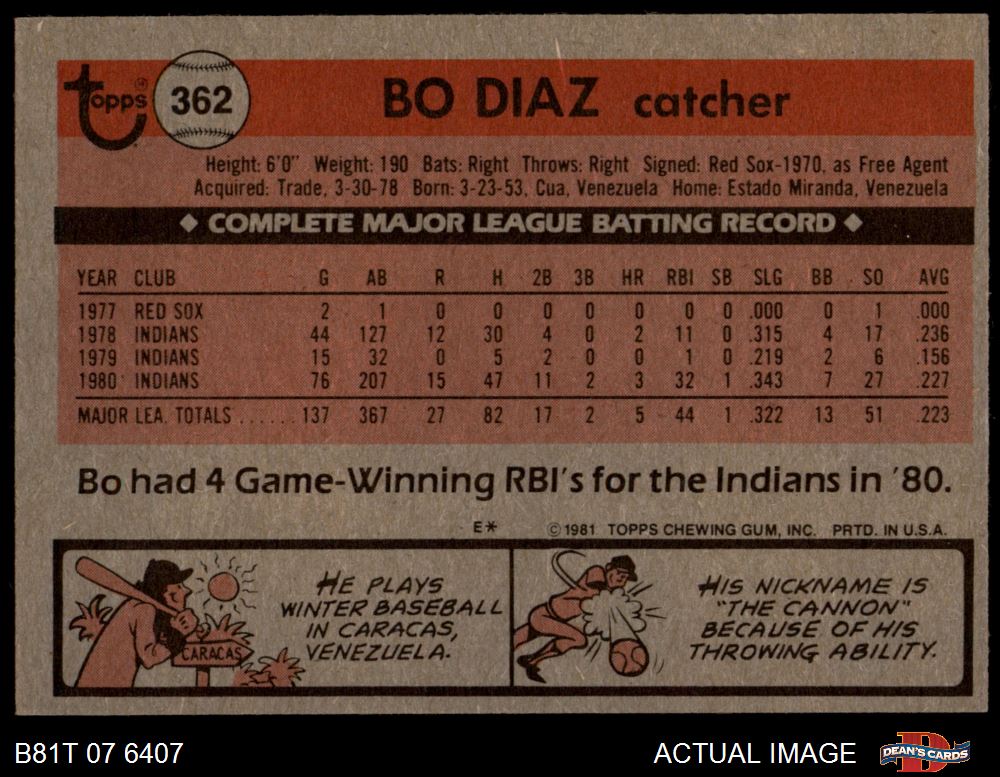 Topps 362 BO DIAZ catcher
Height: 6'0" Weight: 190 Bats: Right Throws: Right Signed: Red Sox-1970, as Free Agent
Acquired: Trade, 3-30-78 Born: 3-23-53, Cua, Venezuela Home: Estado Miranda, Venezuela
◆ COMPLETE MAJOR LEAGUE BATTING RECORD ◆
YEAR CLUB G AB R H 2B 3B HR RBI SB SLG BB SO AVG
1977 RED SOX 2 1 0 0 0 0 0 0 0 .000 0 1 .000
1978 INDIANS 44 127 12 30 4 0 2 11 0 .315 4 17 .236
1979 INDIANS 15 32 0 5 2 0 0 1 0 .219 2 6 .156
1980 INDIANS 76 207 15 47 11 2 3 32 1 .343 7 27 .227
MAJOR LEA. TOTALS ...... 137 367 27 82 17 2 5 44 1 .322 13 51 .223
Bo had 4 Game-Winning RBI's for the Indians in '80.
E* © 1981 TOPPS CHEWING GUM, INC. PRTD. IN U.S.A.
HE PLAYS
WINTER BASEBALL
IN CARACAS,
VENEZUELA.
CARACAS
HIS NICKNAME IS
"THE CANNON"
BECAUSE OF HIS
THROWING ABILITY.
B81T 07 6407 ACTUAL IMAGE DEAN'S CARDS